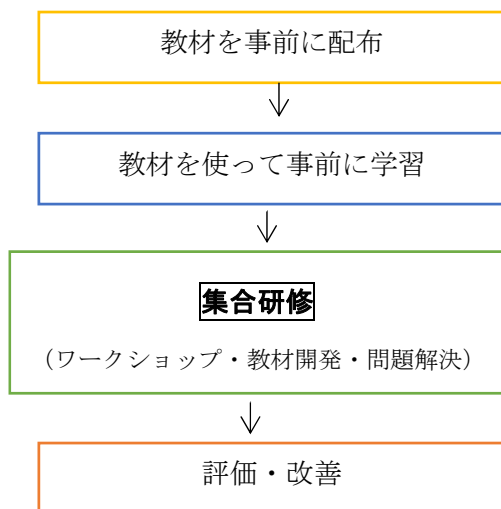 教材を事前に配布
教材を使って事前に学習
集合研修
（ワークショップ・教材開発・問題解決）
評価・改善